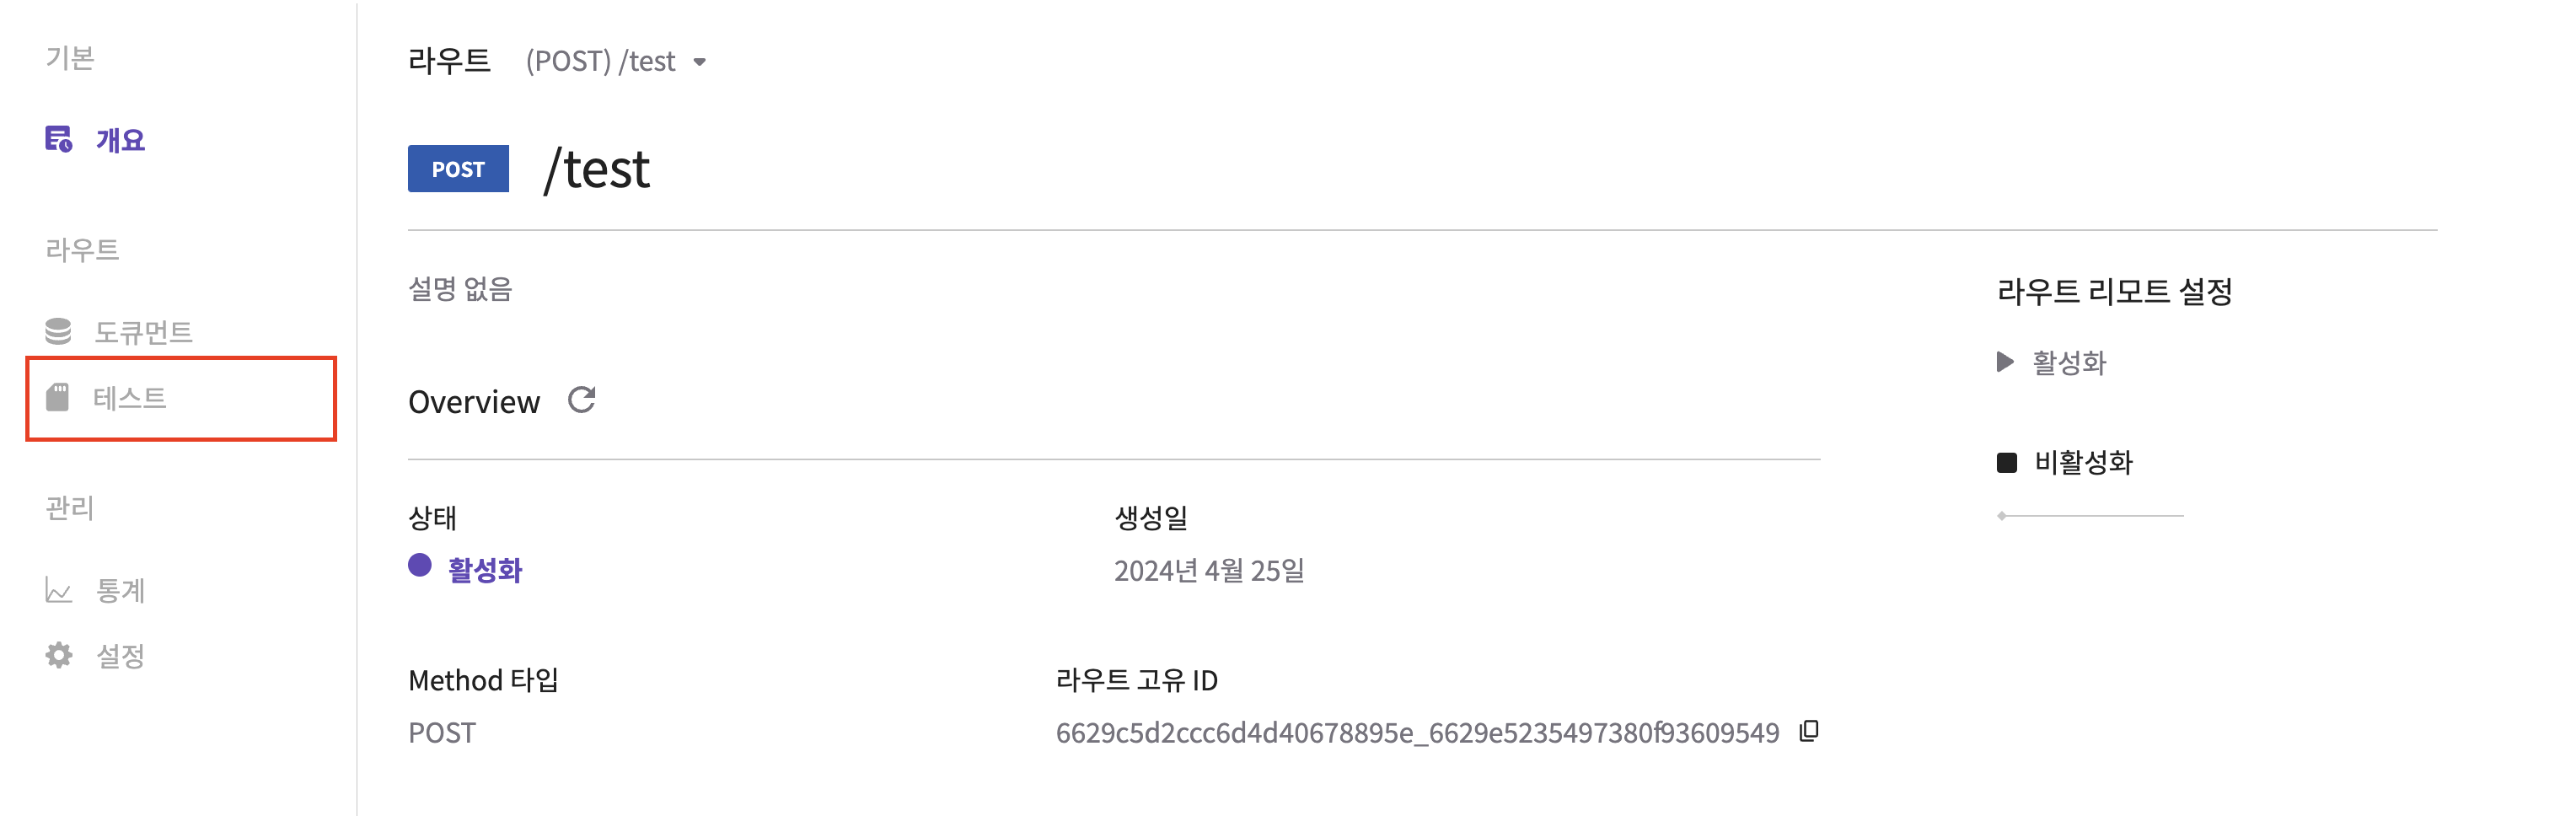 기본
개요
라우트
도큐먼트
테스트
관리
통계
설정
라우트 (POST) /test
POST /test
설명 없음
Overview
상태
활성화
생성일
2024년 4월 25일
Method 타입
POST
라우트 고유 ID
6629c5d2ccc6d4d40678895e_6629e5235497380f93609549
라우트 리모트 설정
활성화
비활성화